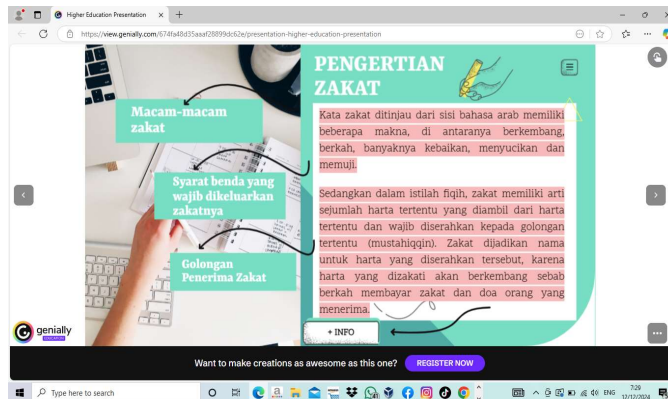 Higher Education Presentation
https://view.genially.com/674fa48d35aaaf28899dc62e/presentation-higher-education-presentation
PENGERTIAN
ZAKAT
Macam-macam
zakat
Syarat benda yang
wajib dikeluarkan
zakatnya
Golongan
Penerima Zakat
Kata zakat ditinjau dari sisi bahasa arab memiliki
beberapa makna, di antaranya berkembang,
berkah, banyaknya kebaikan, menyucikan dan
memuji.
Sedangkan dalam istilah fiqih, zakat memiliki arti
sejumlah harta tertentu yang diambil dari harta
tertentu dan wajib diserahkan kepada golongan
tertentu (mustahiqqin). Zakat dijadikan nama
untuk harta yang diserahkan tersebut, karena
harta yang dizakati akan berkembang sebab
berkah membayar zakat dan doa orang yang
menerima.
+ INFO
genially
Want to make creations as awesome as this one?
REGISTER NOW
Type here to search
ENG
7:29
12/12/2024